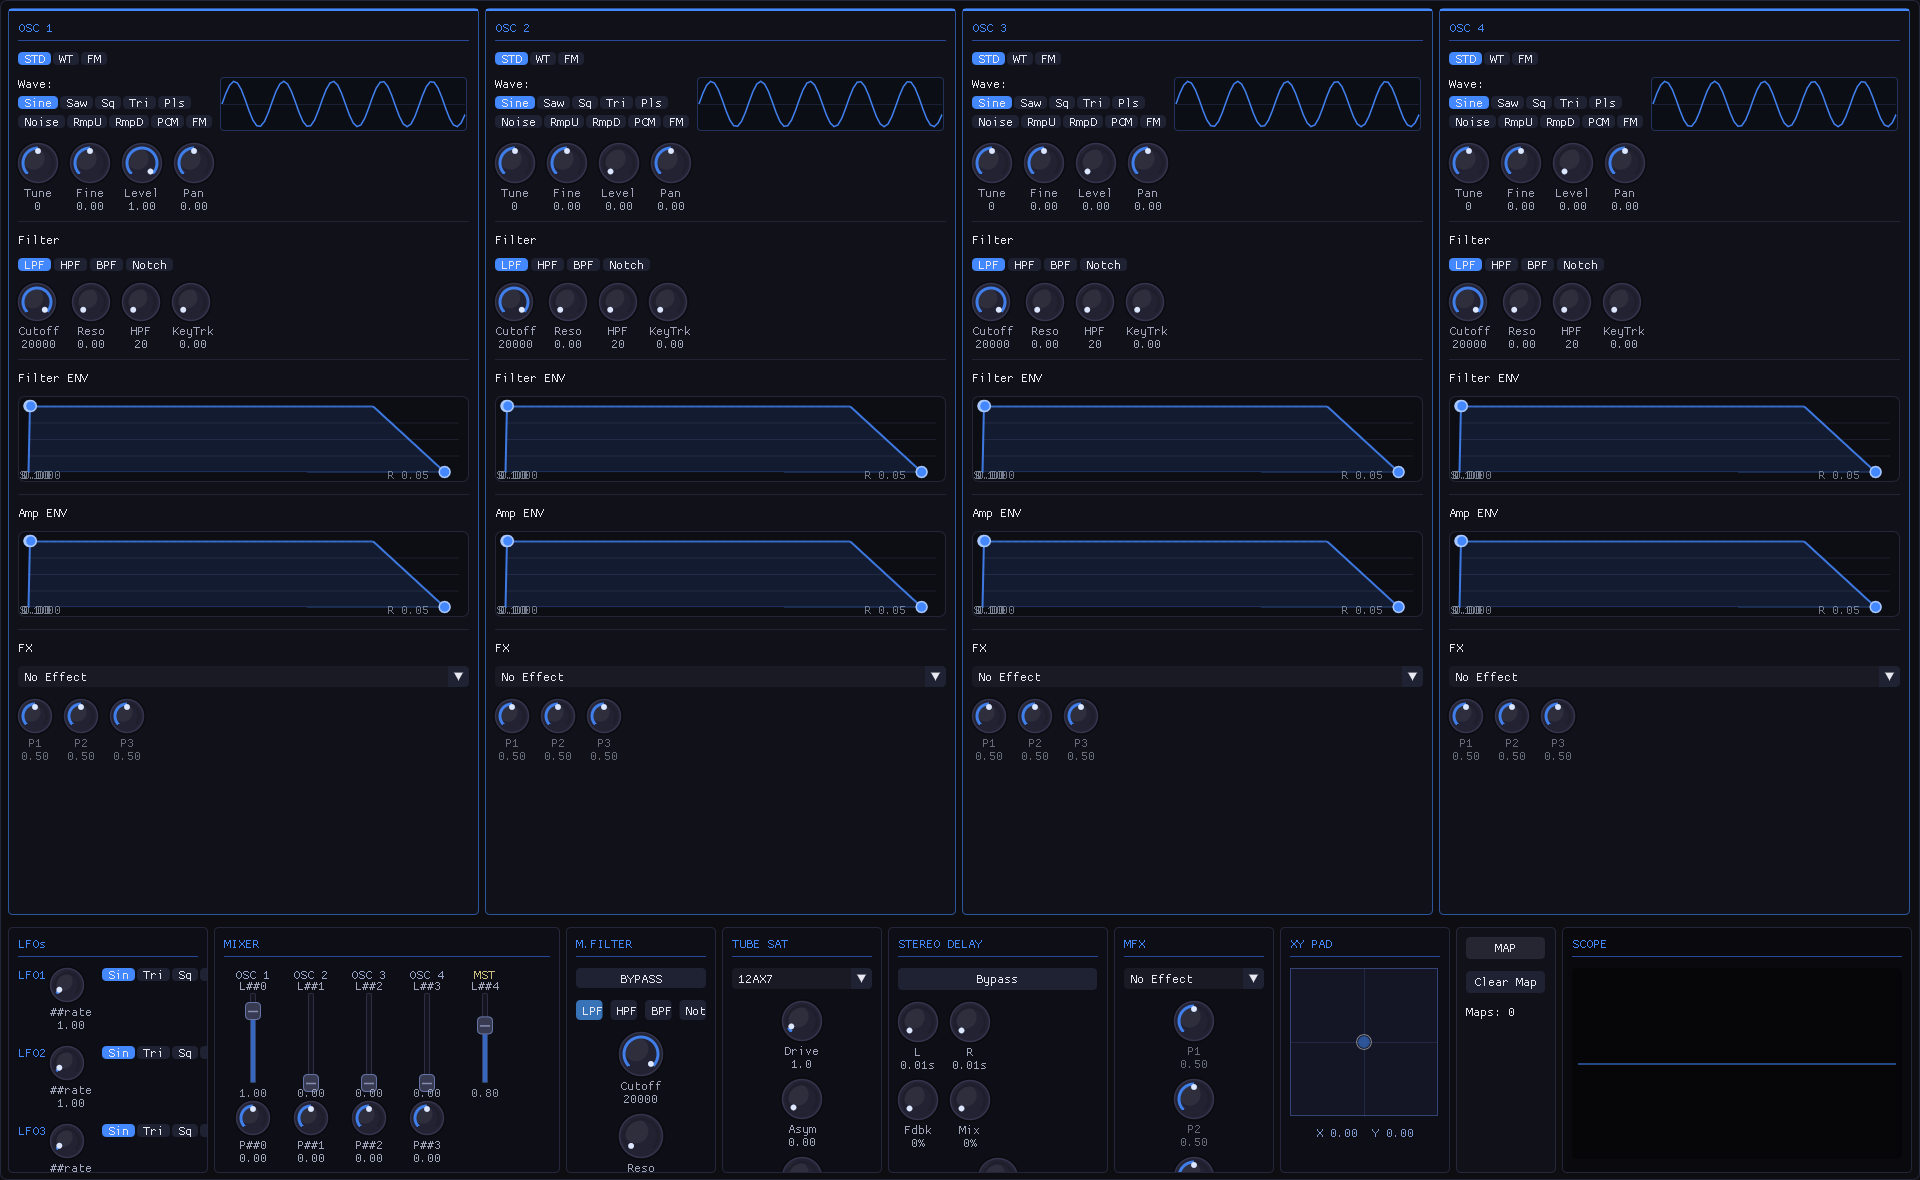 OSC 1
STD WT FM
Wave:
Sine Saw Sq Tri Pls
Noise RmpU RmpD PCM FM
Tune Fine Level Pan
0 0.00 1.00 0.00
Filter
LPF HPF BPF Notch
Cutoff Reso HPF KeyTrk
20000 0.00 20 0.00
Filter ENV
R 0.05
Amp ENV
R 0.05
FX
No Effect
P1 P2 P3
0.50 0.50 0.50
OSC 2
STD WT FM
Wave:
Sine Saw Sq Tri Pls
Noise RmpU RmpD PCM FM
Tune Fine Level Pan
0 0.00 0.00 0.00
Filter
LPF HPF BPF Notch
Cutoff Reso HPF KeyTrk
20000 0.00 20 0.00
Filter ENV
R 0.05
Amp ENV
R 0.05
FX
No Effect
P1 P2 P3
0.50 0.50 0.50
OSC 3
STD WT FM
Wave:
Sine Saw Sq Tri Pls
Noise RmpU RmpD PCM FM
Tune Fine Level Pan
0 0.00 0.00 0.00
Filter
LPF HPF BPF Notch
Cutoff Reso HPF KeyTrk
20000 0.00 20 0.00
Filter ENV
R 0.05
Amp ENV
R 0.05
FX
No Effect
P1 P2 P3
0.50 0.50 0.50
OSC 4
STD WT FM
Wave:
Sine Saw Sq Tri Pls
Noise RmpU RmpD PCM FM
Tune Fine Level Pan
0 0.00 0.00 0.00
Filter
LPF HPF BPF Notch
Cutoff Reso HPF KeyTrk
20000 0.00 20 0.00
Filter ENV
R 0.05
Amp ENV
R 0.05
FX
No Effect
P1 P2 P3
0.50 0.50 0.50
LFOs
LFO1 Sin Tri Sq
##rate
1.00
LFO2 Sin Tri Sq
##rate
1.00
LFO3 Sin Tri Sq
##rate
MIXER
OSC 1 OSC 2 OSC 3 OSC 4 MST
L##0 L##1 L##2 L##3 L##4
1.00 0.00 0.00 0.00 0.80
P##0 P##1 P##2 P##3
0.00 0.00 0.00 0.00
M.FILTER
BYPASS
LPF HPF BPF Not
Cutoff
20000
Reso
TUBE SAT
12AX7
Drive
1.0
Asym
0.00
STEREO DELAY
Bypass
L R
0.01s 0.01s
Fdbk Mix
0% 0%
MFX
No Effect
P1
0.50
P2
0.50
XY PAD
X 0.00 Y 0.00
MAP
Clear Map
Maps: 0
SCOPE